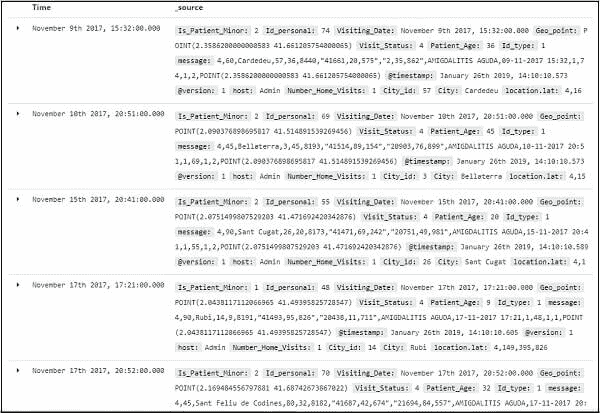 Time _source
November 9th 2017, 15:32:00.000 Is_Patient_Minor: 2 Id_personal: 74 Visiting_Date: November 9th 2017, 15:32:00.000 Geo_point: P
OINT(2.3586200000000583 41.661205754000065) Visit_Status: 4 Patient_Age: 36 Id_type: 1
message: 4,60,Cardedeu,57,36,8440,"41661,20,575","2,35,862",AMIGDALITIS AGUDA,09-11-2017 15:32,1,7
4,1,2,POINT(2.3586200000000583 41.661205754000065) @timestamp: January 26th 2019, 14:10:10.573
@version: 1 host: Admin Number_Home_Visits: 1 City_id: 57 City: Cardedeu location.lat: 4,16
November 10th 2017, 20:51:00.000 Is_Patient_Minor: 2 Id_personal: 69 Visiting_Date: November 10th 2017, 20:51:00.000 Geo_point:
POINT(2.090376898695817 41.514891539269456) Visit_Status: 4 Patient_Age: 45 Id_type: 1
message: 4,45,Bellaterra,3,45,8193,"41514,89,154","20903,76,899",AMIGDALITIS AGUDA,10-11-2017 20:5
1,1,69,1,2,POINT(2.090376898695817 41.514891539269456) @timestamp: January 26th 2019, 14:10:10.573
@version: 1 host: Admin Number_Home_Visits: 1 City_id: 3 City: Bellaterra location.lat: 4,15
November 15th 2017, 20:41:00.000 Is_Patient_Minor: 2 Id_personal: 55 Visiting_Date: November 15th 2017, 20:41:00.000 Geo_point:
POINT(2.0751499807529203 41.471692420342876) Visit_Status: 4 Patient_Age: 20 Id_type: 1
message: 4,90,Sant Cugat,26,20,8173,"41471,69,242","20751,49,981",AMIGDALITIS AGUDA,15-11-2017 20:4
1,1,55,1,2,POINT(2.0751499807529203 41.471692420342876) @timestamp: January 26th 2019, 14:10:10.589
@version: 1 host: Admin Number_Home_Visits: 1 City_id: 26 City: Sant Cugat location.lat: 4,1
November 17th 2017, 17:21:00.000 Is_Patient_Minor: 1 Id_personal: 48 Visiting_Date: November 17th 2017, 17:21:00.000 Geo_point:
POINT(2.0438117112066965 41.49395825728547) Visit_Status: 4 Patient_Age: 9 Id_type: 1 message:
4,90,Rubi,14,9,8191,"41493,95,826","20438,11,711",AMIGDALITIS AGUDA,17-11-2017 17:21,1,48,1,1,POINT
(2.0438117112066965 41.49395825728547) @timestamp: January 26th 2019, 14:10:10.605 @version: 1
host: Admin Number_Home_Visits: 1 City_id: 14 City: Rubi location.lat: 4,149,395,826
November 17th 2017, 20:52:00.000 Is_Patient_Minor: 2 Id_personal: 70 Visiting_Date: November 17th 2017, 20:52:00.000 Geo_point:
POINT(2.169484556797881 41.68742673867022) Visit_Status: 4 Patient_Age: 32 Id_type: 1 message:
4,45,Sant Feliu de Codines,80,32,8182,"41687,42,674","21694,84,557",AMIGDALITIS AGUDA,17-11-2017 20: